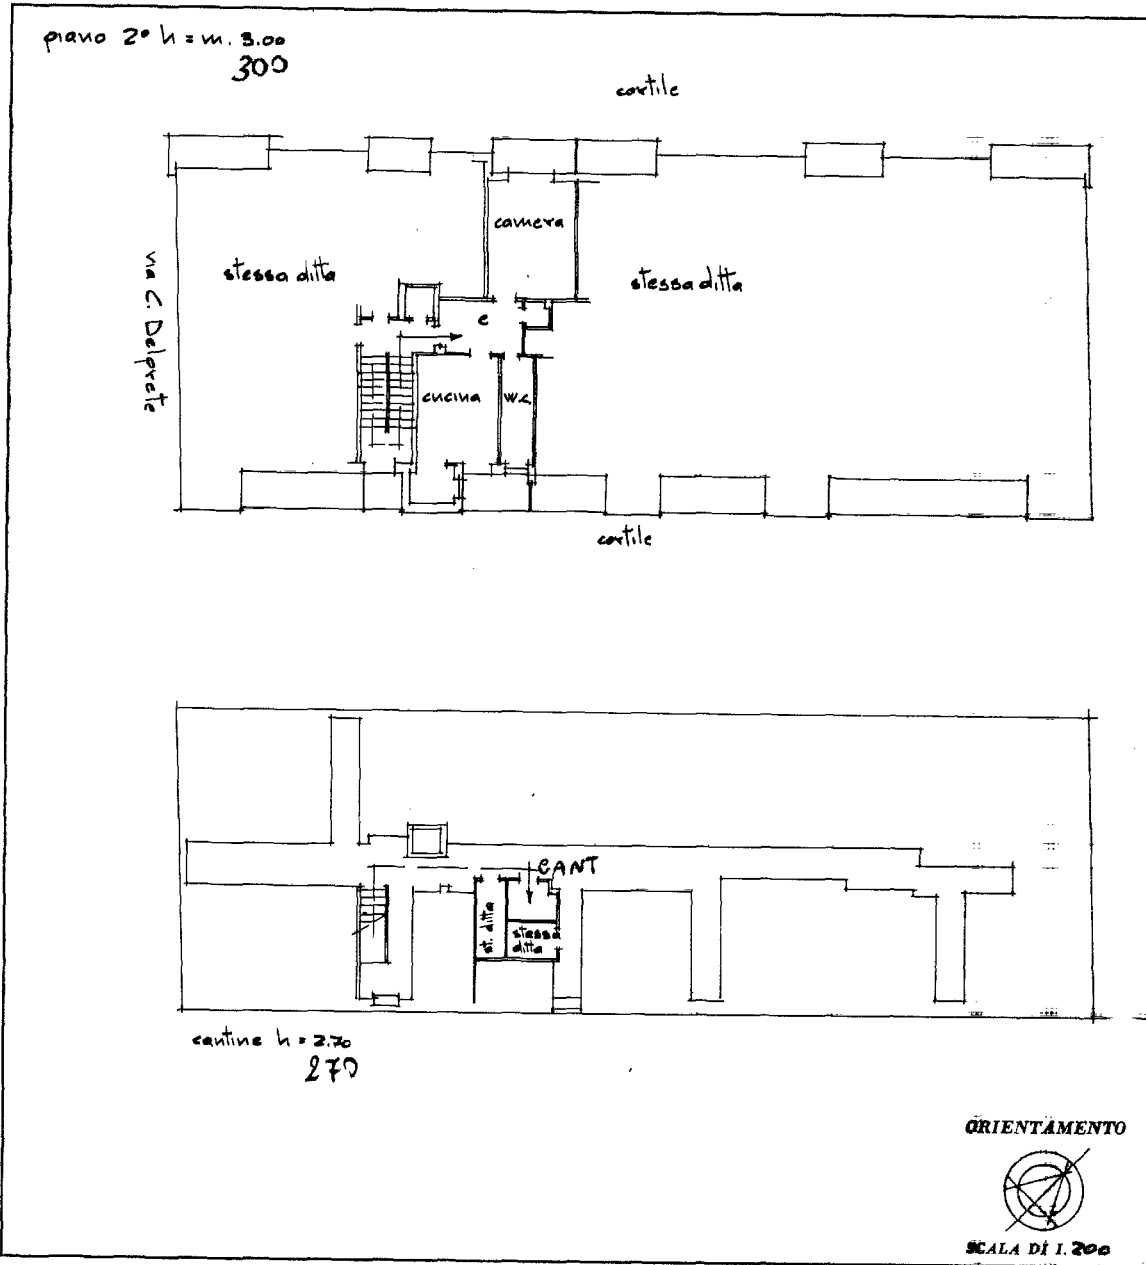 piano 2° h = m. 3.00
300
cortile
camera
stessa ditta
stessa ditta
via C. Delprete
e
cucina
w.c.
cortile
CANT
st. ditta
stessa
ditta
cantine h = 2.70
270
ORIENTAMENTO
SCALA DI 1.200